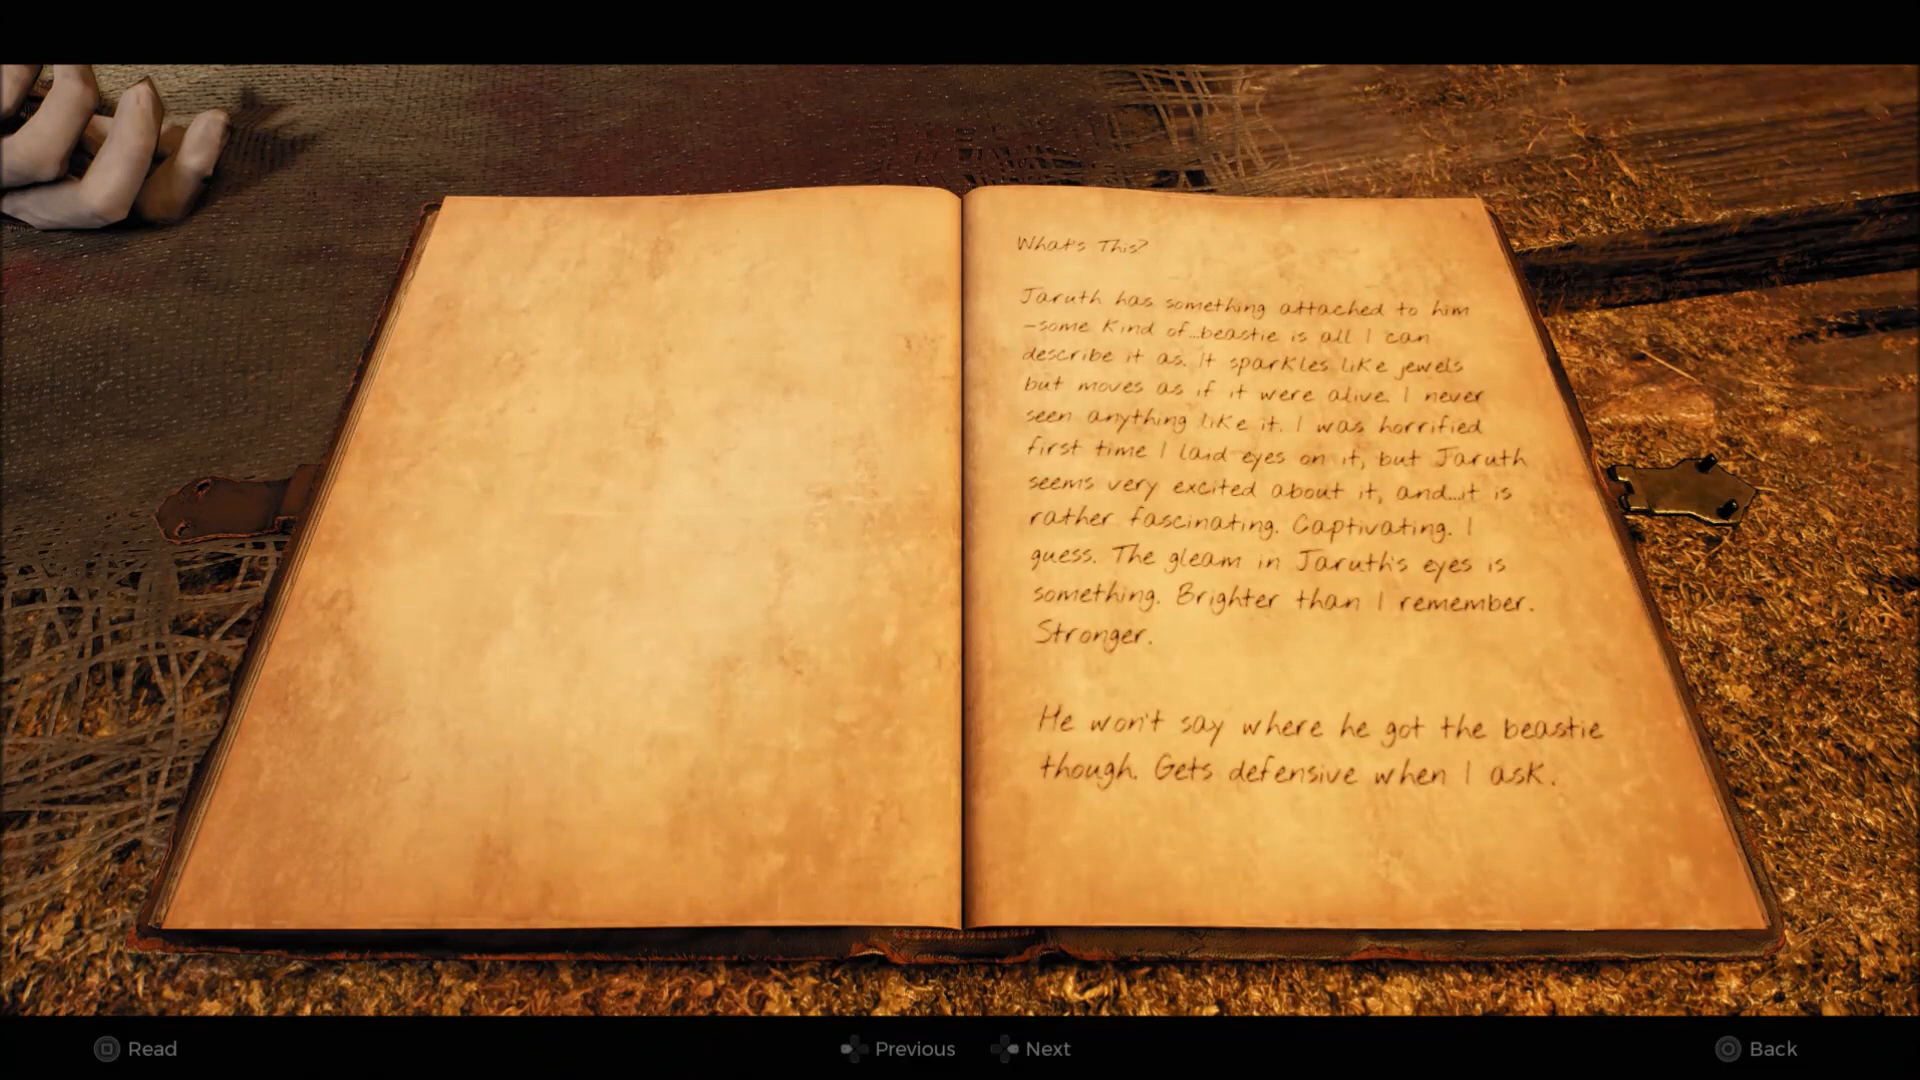 What's This?
Jaruth has something attached to him
-some kind of...beastie is all I can
describe it as. It sparkles like jewels
but moves as if it were alive. I never
seen anything like it. I was horrified
first time I laid eyes on it, but Jaruth
seems very excited about it, and...it is
rather fascinating. Captivating. I
guess. The gleam in Jaruth's eyes is
something. Brighter than I remember.
Stronger.
He won't say where he got the beastie
though. Gets defensive when I ask.
Read
Previous
Next
Back